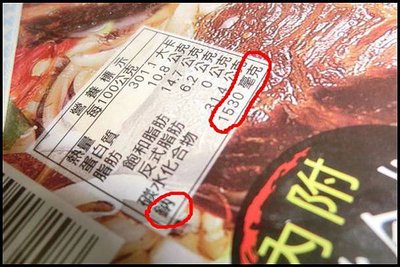 營養標示
每100公克
熱量 301.1 大卡
蛋白質 10.8 公克
脂肪 14.7 公克
飽和脂肪 6.2 公克
反式脂肪 0 公克
碳水化合物 31.4 公克
鈉 1530 毫克
內附